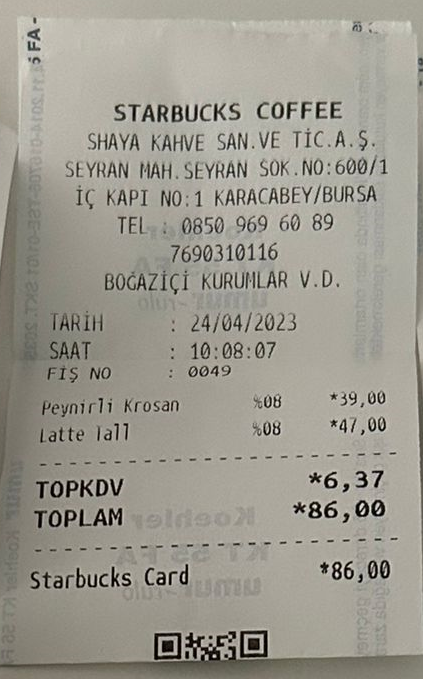 STARBUCKS COFFEE
SHAYA KAHVE SAN.VE TİC.A.Ş.
SEYRAN MAH.SEYRAN SOK.NO:600/1
İÇ KAPI NO:1 KARACABEY/BURSA
TEL : 0850 969 60 89
7690310116
BOĞAZİÇİ KURUMLAR V.D.
TARİH : 24/04/2023
SAAT : 10:08:07
FİŞ NO : 0049
Peynirli Krosan %08 *39,00
Latte Tall %08 *47,00
TOPKDV *6,37
TOPLAM *86,00
Starbucks Card *86,00